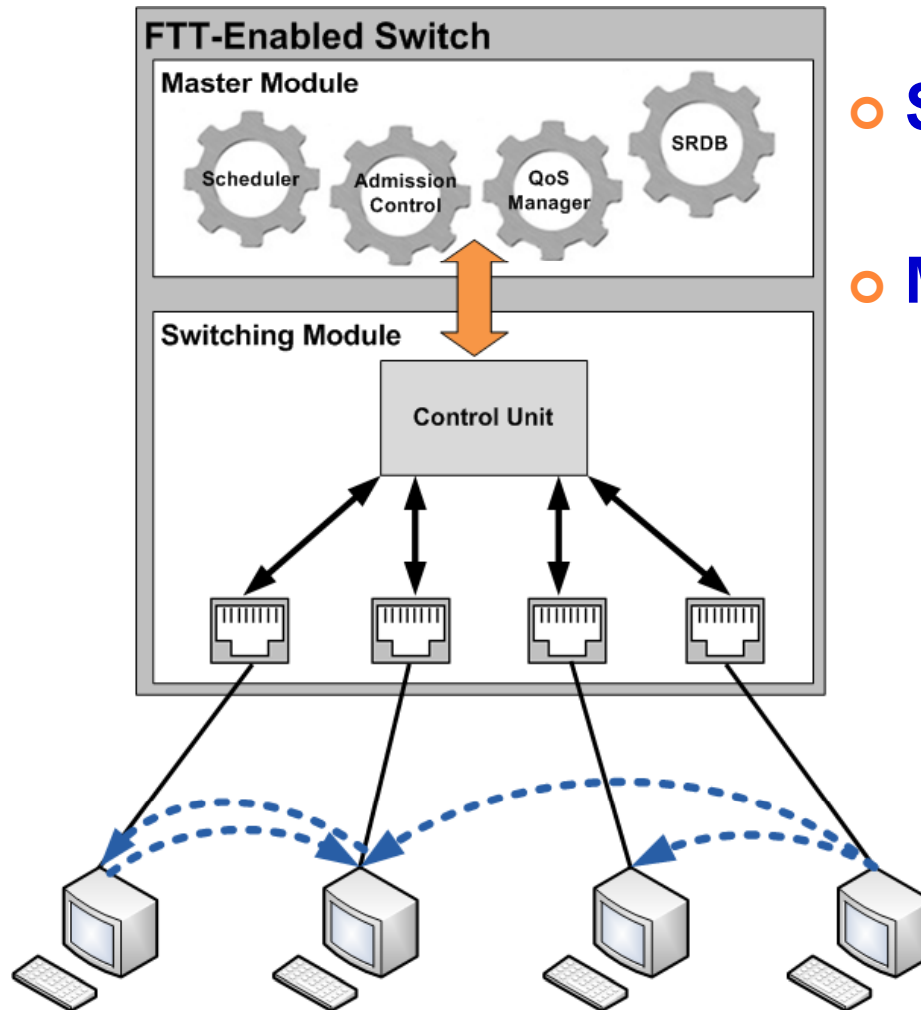 FTT-Enabled Switch
Master Module
Scheduler
Admission
Control
QoS
Manager
SRDB
Switching Module
Control Unit